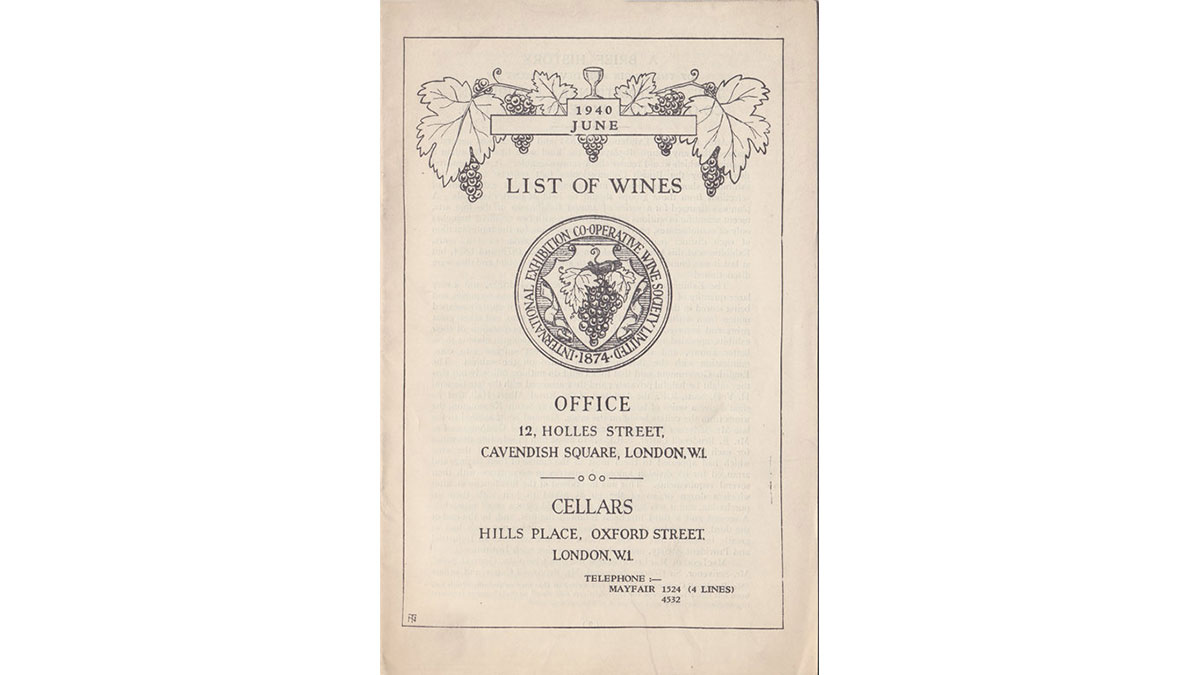 1940
JUNE
LIST OF WINES
INTERNATIONAL EXHIBITION CO-OPERATIVE WINE SOCIETY LIMITED
·1874·
OFFICE
12, HOLLES STREET,
CAVENDISH SQUARE, LONDON, W.1.
CELLARS
HILLS PLACE, OXFORD STREET,
LONDON, W.1.
TELEPHONE :—
MAYFAIR 1524 (4 LINES)
4532